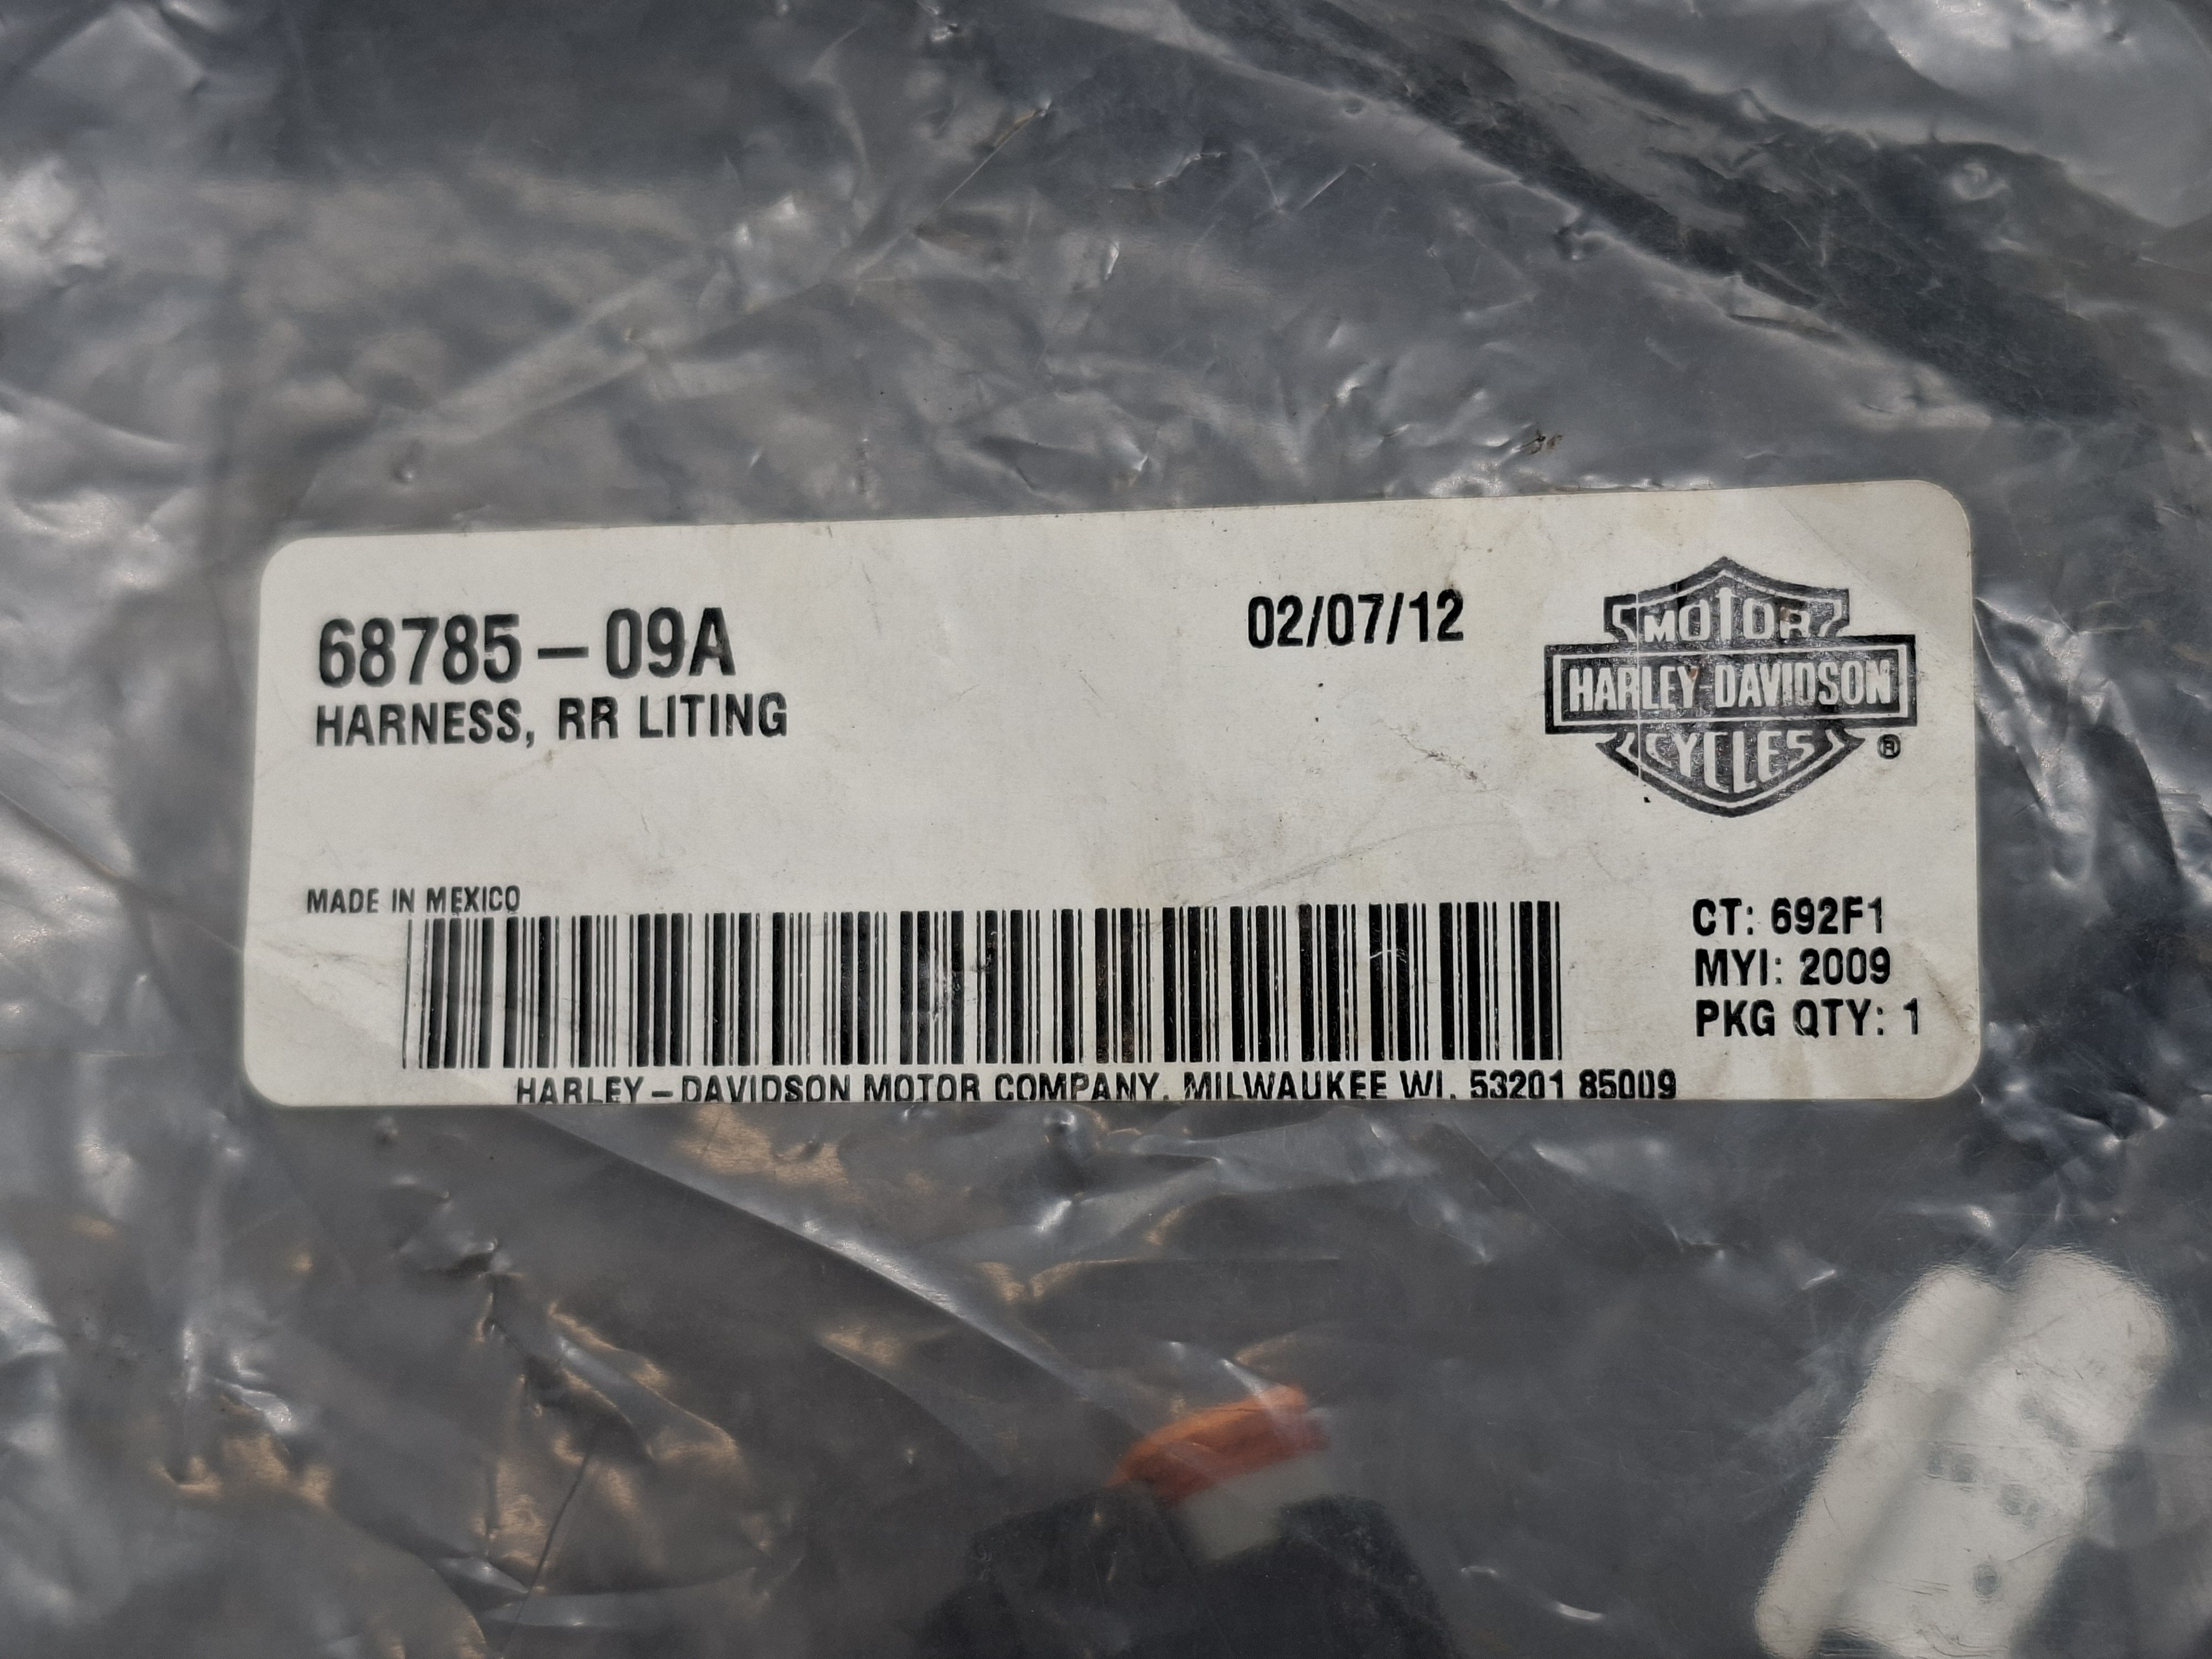 68785-09A
HARNESS, RR LITING
02/07/12
MOTOR
HARLEY-DAVIDSON
CYCLES
®
MADE IN MEXICO
CT: 692F1
MYI: 2009
PKG QTY: 1
HARLEY-DAVIDSON MOTOR COMPANY. MILWAUKEE WI. 53201 85009